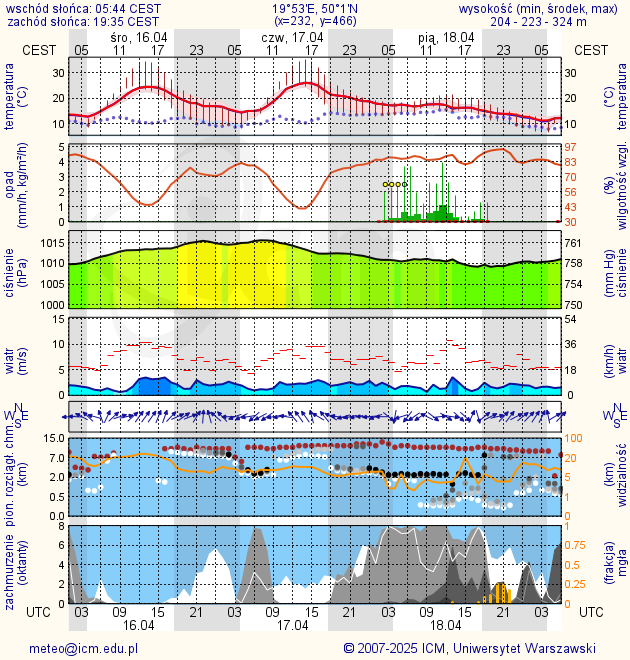 wschód słońca: 05:44 CEST 19°53'E, 50°1'N wysokość (min, środek, max)
zachód słońca: 19:35 CEST (x=232, y=466) 204 - 223 - 324 m
śro, 16.04 czw, 17.04 pią, 18.04
CEST 05 11 17 23 05 11 17 23 05 11 17 23 05 CEST
temperatura (°C) 30 20 10 30 20 10 (°C) temperatura
opad (mm/h, kg/m²/h) 5 4 3 2 1 0 97 83 70 56 43 30 (%) wilgotność wzgl.
ciśnienie (hPa) 1015 1010 1005 1000 761 758 754 750 (mm Hg) ciśnienie
wiatr (m/s) 15 10 5 0 54 36 18 0 (km/h) wiatr
N W E S N W E S
pion. rozciągł. chm. (km) 15.0 7.0 2.0 0.5 0.0 100 20 5 1 0 (km) widzialność
zachmurzenie (oktanty) 8 6 4 2 0 1 0.75 0.5 0.25 0 (frakcja) mgła
UTC 03 09 15 21 03 09 15 21 03 09 15 21 03 UTC
16.04 17.04 18.04
meteo@icm.edu.pl © 2007-2025 ICM, Uniwersytet Warszawski